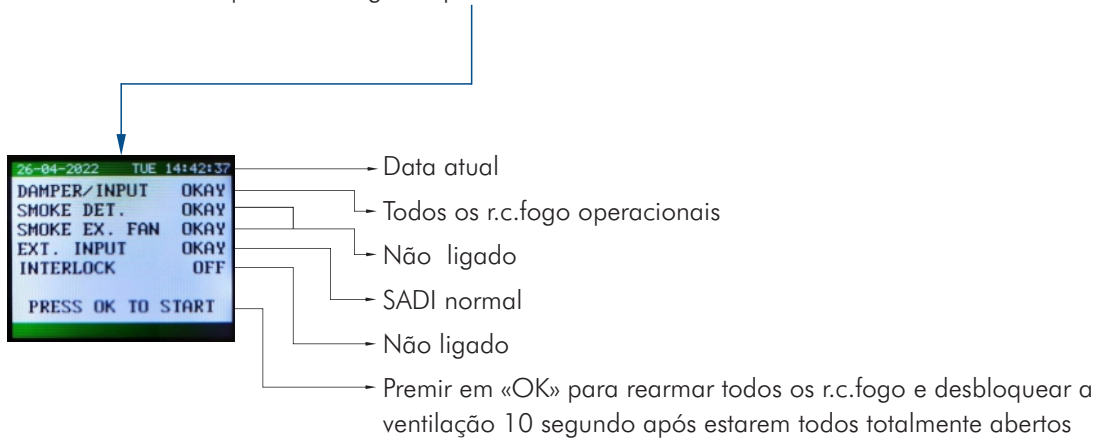 26-04-2022 TUE 14:42:37
DAMPER/INPUT OKAY
SMOKE DET. OKAY
SMOKE EX. FAN OKAY
EXT. INPUT OKAY
INTERLOCK OFF
PRESS OK TO START
Data atual
Todos os r.c.fogo operacionais
Não ligado
SADI normal
Não ligado
Premir em «OK» para rearmar todos os r.c.fogo e desbloquear a
ventilação 10 segundo após estarem todos totalmente abertos